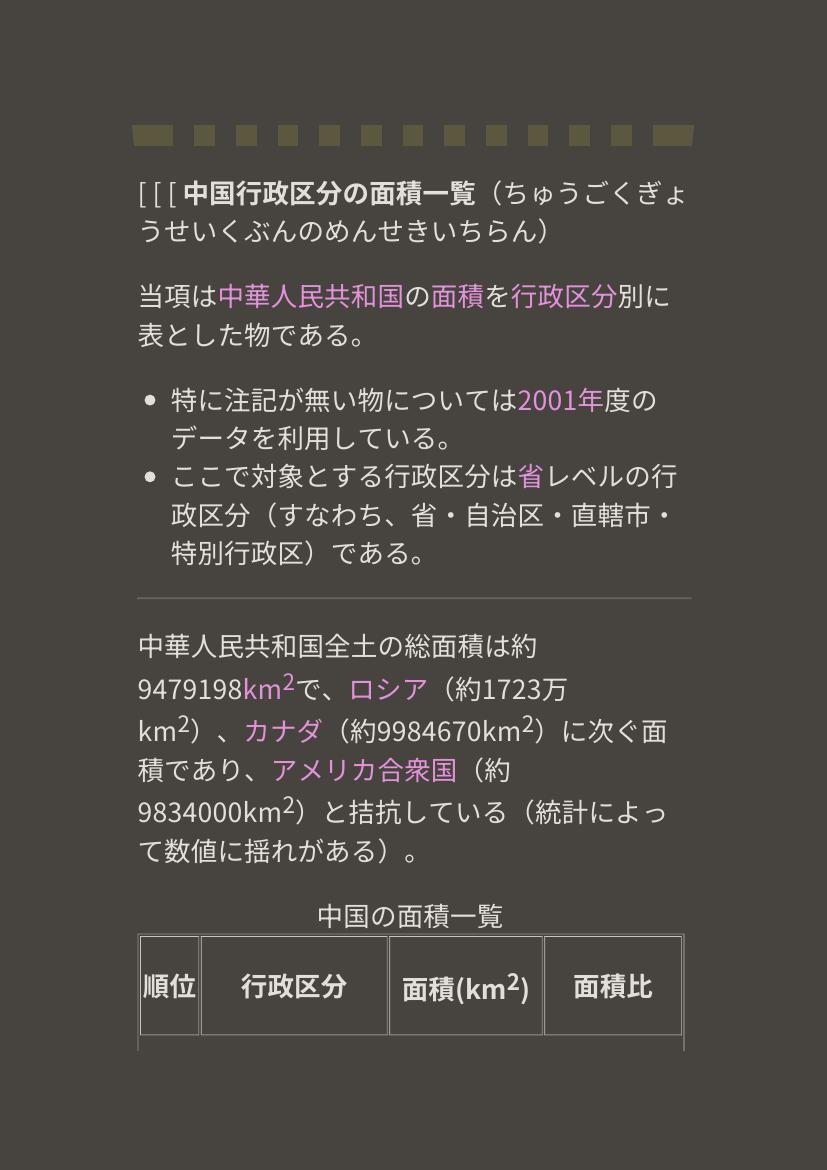 [ [ [ 中国行政区分の面積一覧（ちゅうごくぎょ
うせいくぶんのめんせきいちらん）
当項は中華人民共和国の面積を行政区分別に
表とした物である。
• 特に注記が無い物については2001年度の
データを利用している。
• ここで対象とする行政区分は省レベルの行
政区分（すなわち、省・自治区・直轄市・
特別行政区）である。
中華人民共和国全土の総面積は約
9479198km²で、ロシア（約1723万
km²）、カナダ（約9984670km²）に次ぐ面
積であり、アメリカ合衆国（約
9834000km²）と拮抗している（統計によっ
て数値に揺れがある）。
中国の面積一覧
順位 行政区分 面積(km²) 面積比